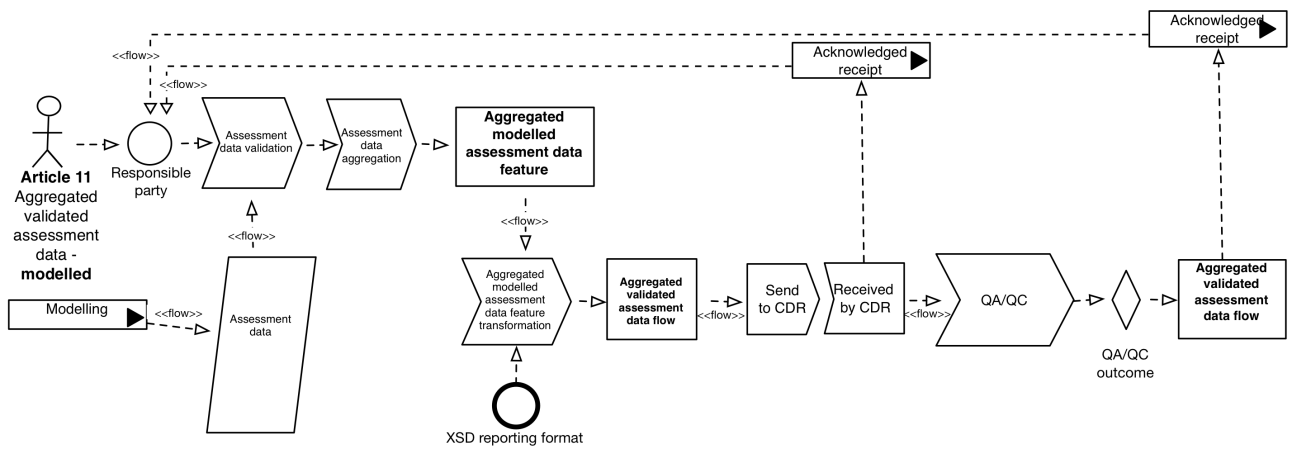 Acknowledged
receipt
<<flow>>
Acknowledged
receipt
<<flow>>
Article 11
Aggregated
validated
assessment
data -
modelled
Responsible
party
Assessment
data validation
Assessment
data
aggregation
Aggregated
modelled
assessment data
feature
<<flow>>
<<flow>>
Modelling
<<flow>>
Assessment
data
Aggregated
modelled
assessment
data feature
transformation
XSD reporting format
Aggregated
validated
assessment
data flow
<<flow>>
Send
to CDR
Received
by CDR
<<flow>>
QA/QC
QA/QC
outcome
Aggregated
validated
assessment
data flow